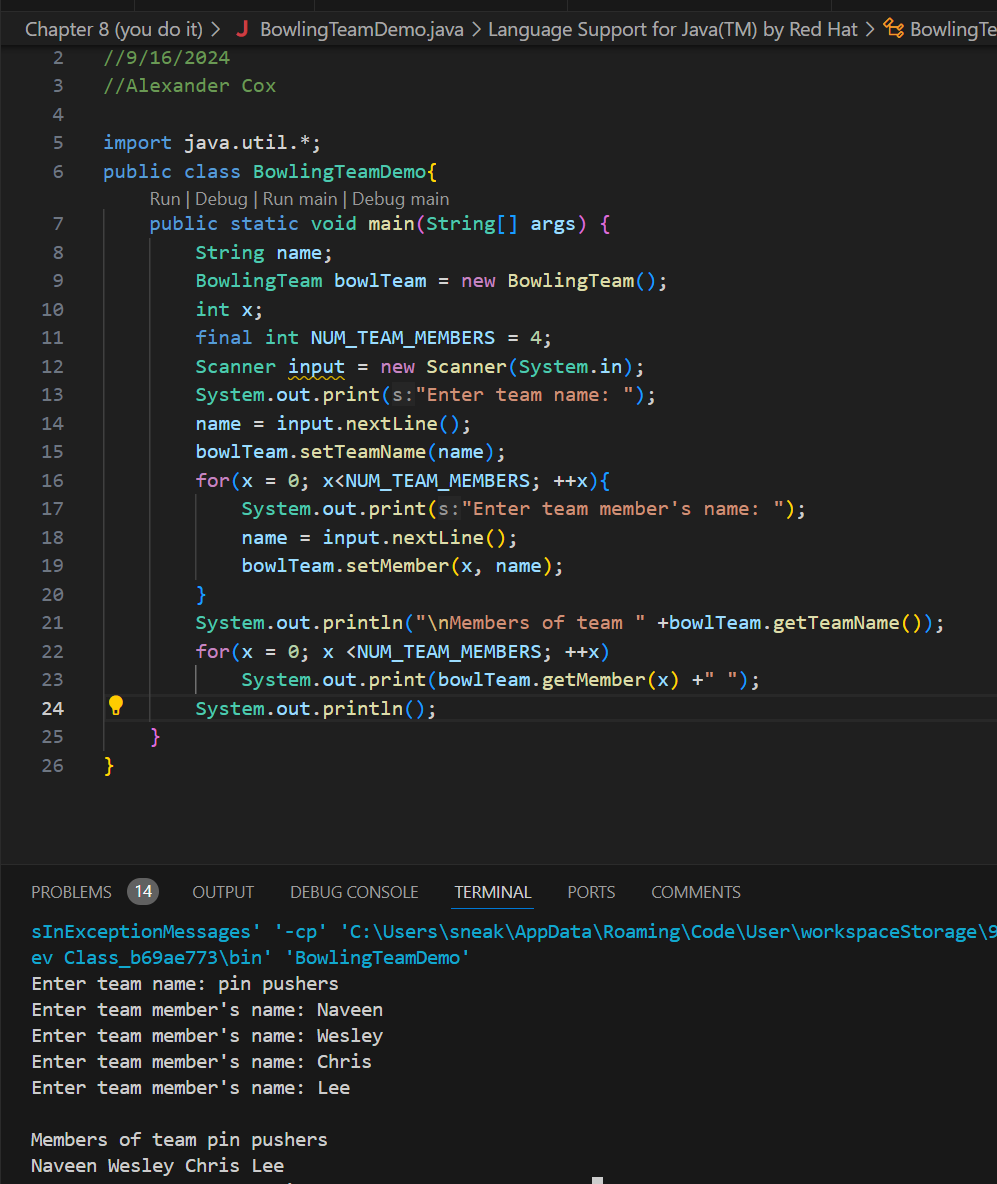 Chapter 8 (you do it) > J BowlingTeamDemo.java > Language Support for Java(TM) by Red Hat > BowlingTe
2 //9/16/2024
3 //Alexander Cox
4
5 import java.util.*;
6 public class BowlingTeamDemo{
Run | Debug | Run main | Debug main
7 public static void main(String[] args) {
8 String name;
9 BowlingTeam bowlTeam = new BowlingTeam();
10 int x;
11 final int NUM_TEAM_MEMBERS = 4;
12 Scanner input = new Scanner(System.in);
13 System.out.print(s:"Enter team name: ");
14 name = input.nextLine();
15 bowlTeam.setTeamName(name);
16 for(x = 0; x<NUM_TEAM_MEMBERS; ++x){
17 System.out.print(s:"Enter team member's name: ");
18 name = input.nextLine();
19 bowlTeam.setMember(x, name);
20 }
21 System.out.println("\nMembers of team " +bowlTeam.getTeamName());
22 for(x = 0; x <NUM_TEAM_MEMBERS; ++x)
23 System.out.print(bowlTeam.getMember(x) +" ");
24 System.out.println();
25 }
26 }
PROBLEMS 14 OUTPUT DEBUG CONSOLE TERMINAL PORTS COMMENTS
sInExceptionMessages' '-cp' 'C:\Users\sneak\AppData\Roaming\Code\User\workspaceStorage\9
ev Class_b69ae773\bin' 'BowlingTeamDemo'
Enter team name: pin pushers
Enter team member's name: Naveen
Enter team member's name: Wesley
Enter team member's name: Chris
Enter team member's name: Lee
Members of team pin pushers
Naveen Wesley Chris Lee